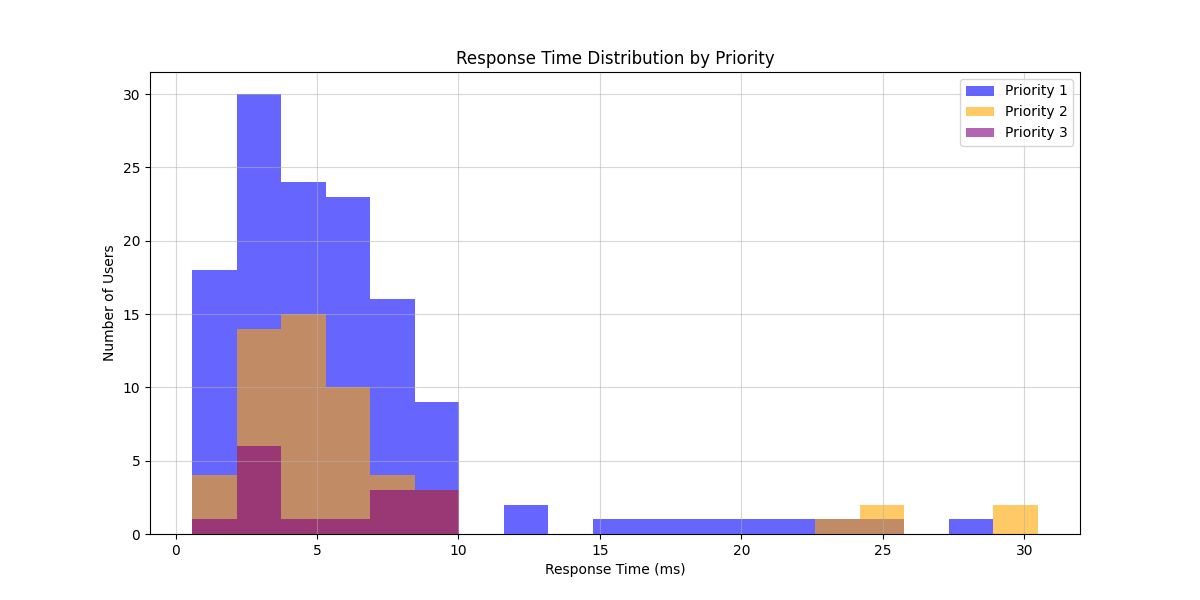 Response Time Distribution by Priority
Priority 1
Priority 2
Priority 3
30
25
20
15
10
5
0
Number of Users
0 5 10 15 20 25 30
Response Time (ms)